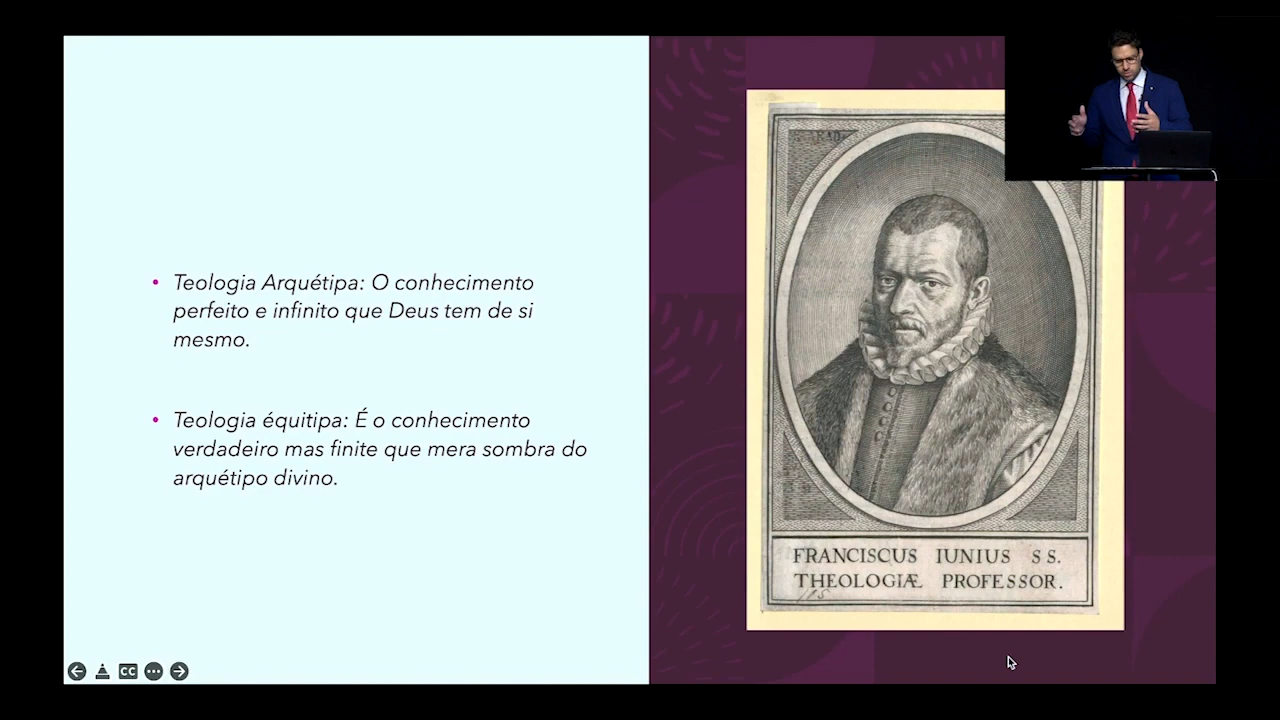 • Teologia Arquétipa: O conhecimento
perfeito e infinito que Deus tem de si
mesmo.
• Teologia équitipa: É o conhecimento
verdadeiro mas finite que mera sombra do
arquétipo divino.
FRANCISCUS IUNIUS SS.
THEOLOGIÆ PROFESSOR.
CC